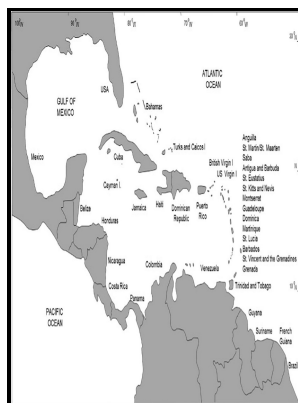 ATLANTIC
OCEAN
USA
GULF OF
MEXICO
Bahamas
Mexico
Cuba
Turks and Caicos I
Cayman I.
Jamaica
Haiti
Dominican
Republic
Puerto
Rico
British Virgin I
US Virgin I
Anguilla
St. Martin/St. Maarten
Saba
Antigua and Barbuda
St. Eustatius
St. Kitts and Nevis
Montserrat
Guadeloupe
Dominica
Martinique
St. Lucia
Barbados
St. Vincent and the Grenadines
Grenada
Trinidad and Tobago
Belize
Honduras
Nicaragua
Costa Rica
Panama
Colombia
Venezuela
Guyana
Suriname
French
Guiana
Brazil
PACIFIC
OCEAN